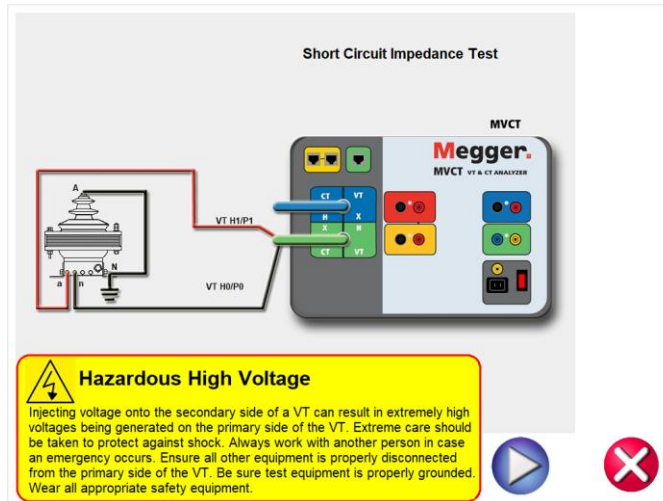 Short Circuit Impedance Test
MVCT
Megger.
MVCT VT & CT ANALYZER
CT VT
H X
X H
CT VT
A
N
a n
VT H1/P1
VT H0/P0
Hazardous High Voltage
Injecting voltage onto the secondary side of a VT can result in extremely high
voltages being generated on the primary side of the VT. Extreme care should
be taken to protect against shock. Always work with another person in case
an emergency occurs. Ensure all other equipment is properly disconnected
from the primary side of the VT. Be sure test equipment is properly grounded.
Wear all appropriate safety equipment.